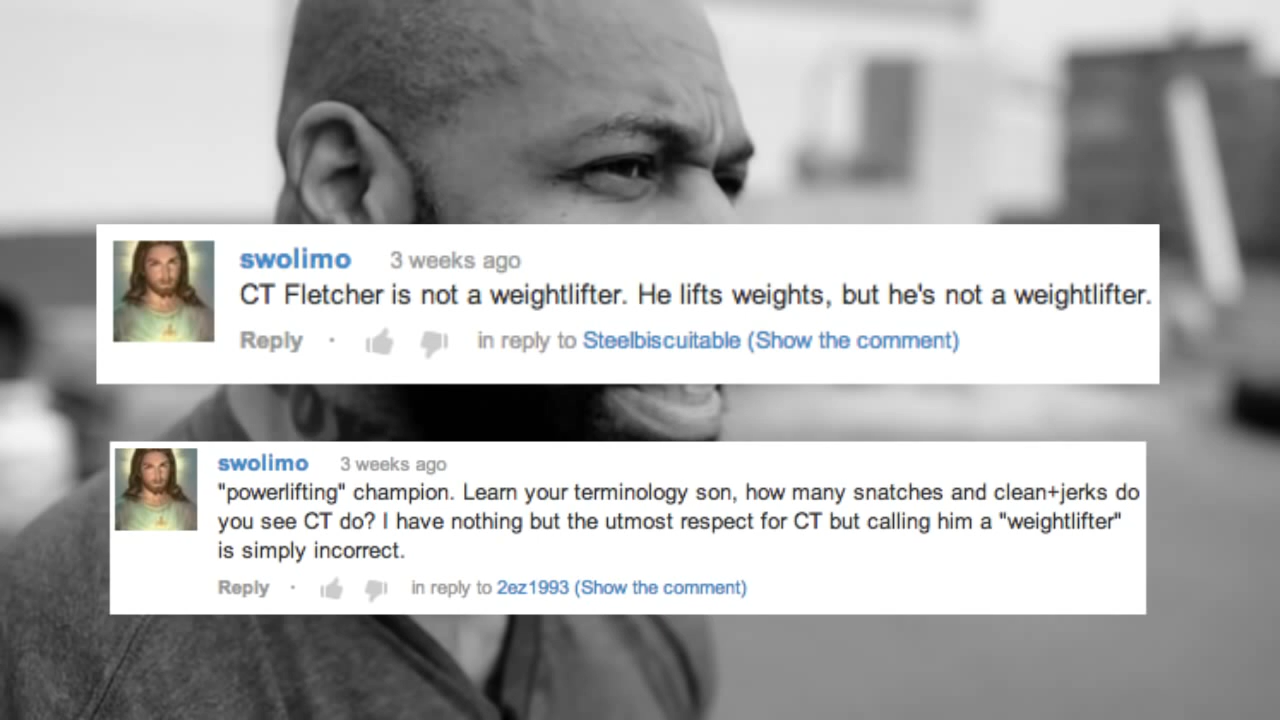 swolimo 3 weeks ago
CT Fletcher is not a weightlifter. He lifts weights, but he's not a weightlifter.
Reply · in reply to Steelbiscuitable (Show the comment)
swolimo 3 weeks ago
"powerlifting" champion. Learn your terminology son, how many snatches and clean+jerks do
you see CT do? I have nothing but the utmost respect for CT but calling him a "weightlifter"
is simply incorrect.
Reply · in reply to 2ez1993 (Show the comment)